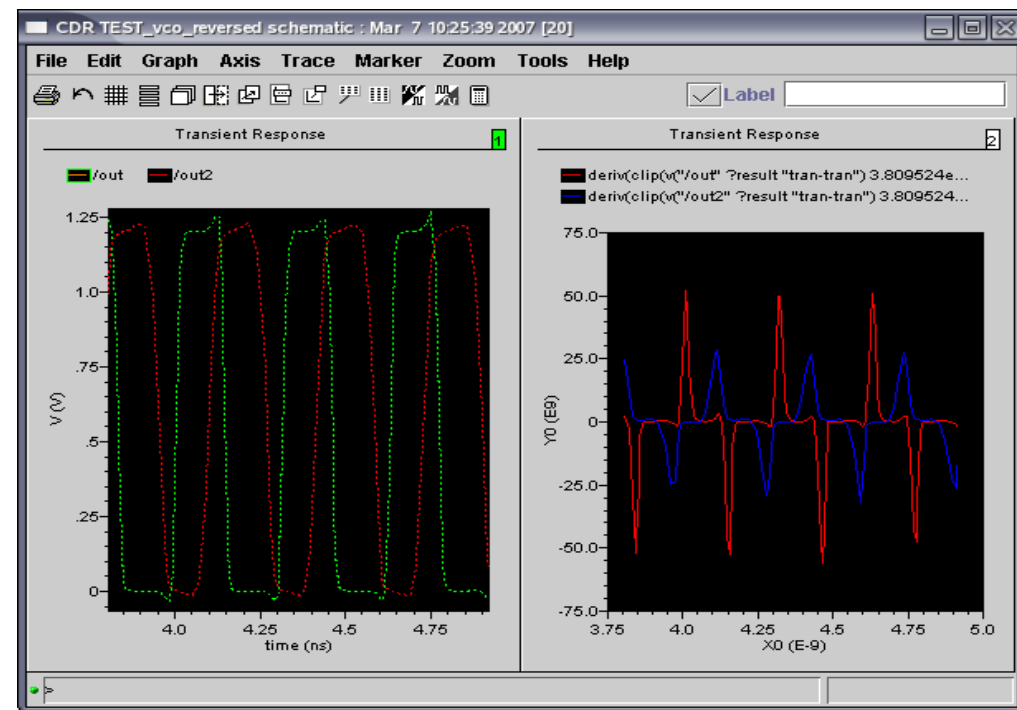 CDR TEST_vco_reversed schematic : Mar 7 10:25:39 2007 [20]
File Edit Graph Axis Trace Marker Zoom Tools Help
Label
Transient Response
1
/out /out2
1.25
1.0
.75
.5
.25
0
V (V)
4.0 4.25 4.5 4.75
time (ns)
Transient Response
2
deriv(clip(v("/out" ?result "tran-tran") 3.809524e...
deriv(clip(v("/out2" ?result "tran-tran") 3.809524...
75.0
50.0
25.0
0
-25.0
-50.0
-75.0
Y0 (E9)
3.75 4.0 4.25 4.5 4.75 5.0
X0 (E-9)
>